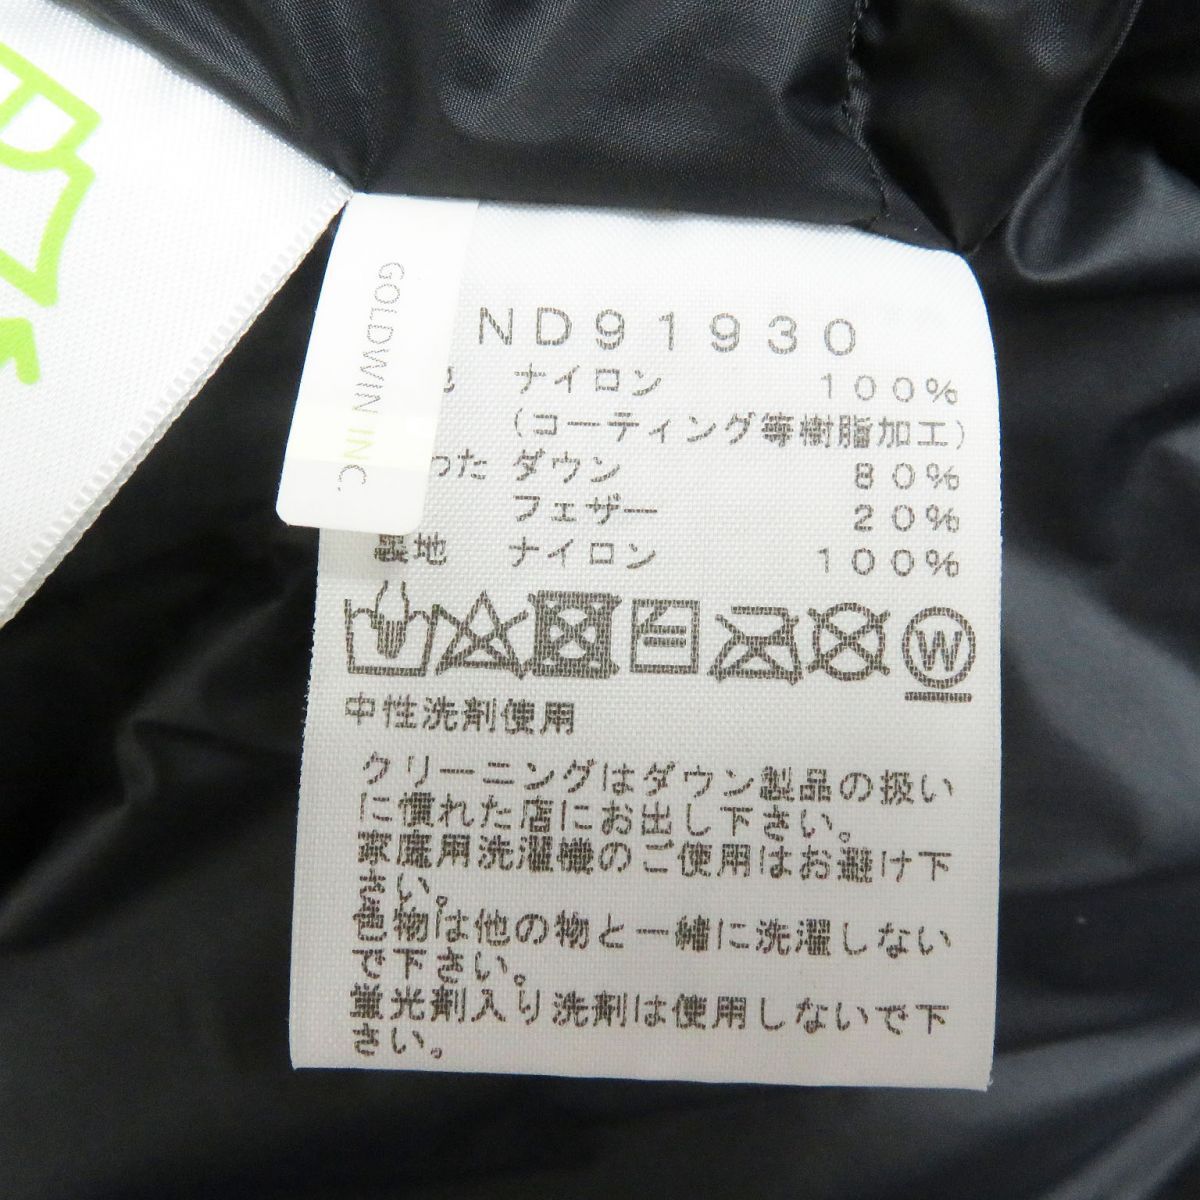 GOLDWIN INC
ND91930
地 ナイロン 100%
(コーティング等樹脂加工)
わた ダウン 80%
フェザー 20%
裏地 ナイロン 100%
W
中性洗剤使用
クリーニングはダウン製品の扱い
に慣れた店にお出し下さい。
家庭用洗濯機のご使用はお避け下
さい。
色物は他の物と一緒に洗濯しない
で下さい。
蛍光剤入り洗剤は使用しないで下
さい。